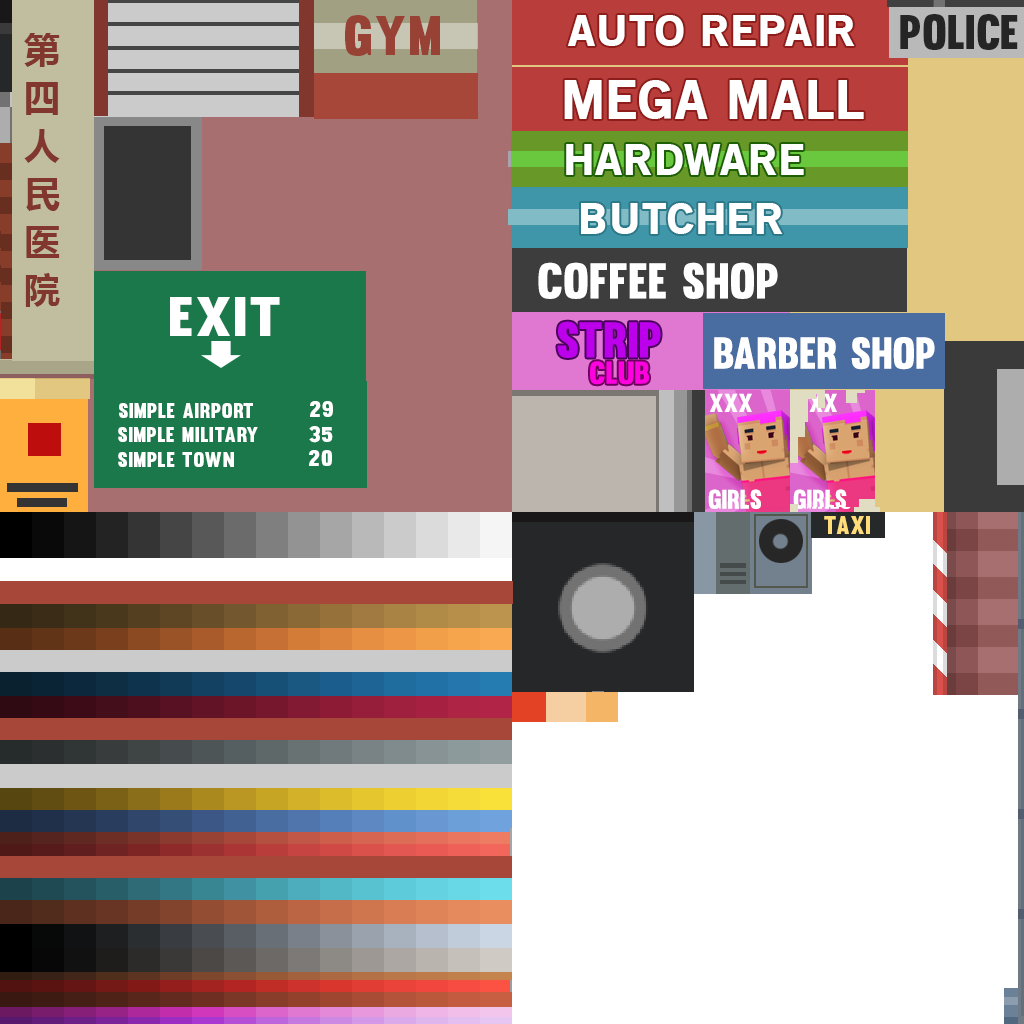 第四人民医院
GYM
EXIT
SIMPLE AIRPORT 29
SIMPLE MILITARY 35
SIMPLE TOWN 20
AUTO REPAIR
POLICE
MEGA MALL
HARDWARE
BUTCHER
COFFEE SHOP
STRIP
CLUB
BARBER SHOP
XXX
GIRLS
XX
GIRLS
TAXI